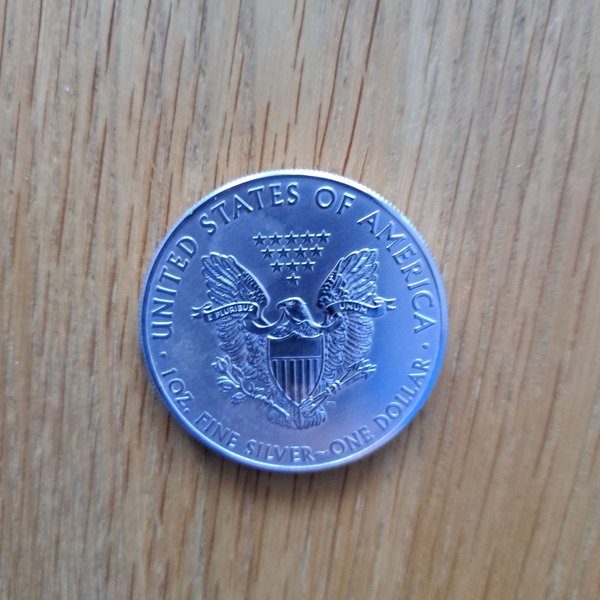 UNITED STATES OF AMERICA
E PLURIBUS UNUM
1 OZ. FINE SILVER~ONE DOLLAR